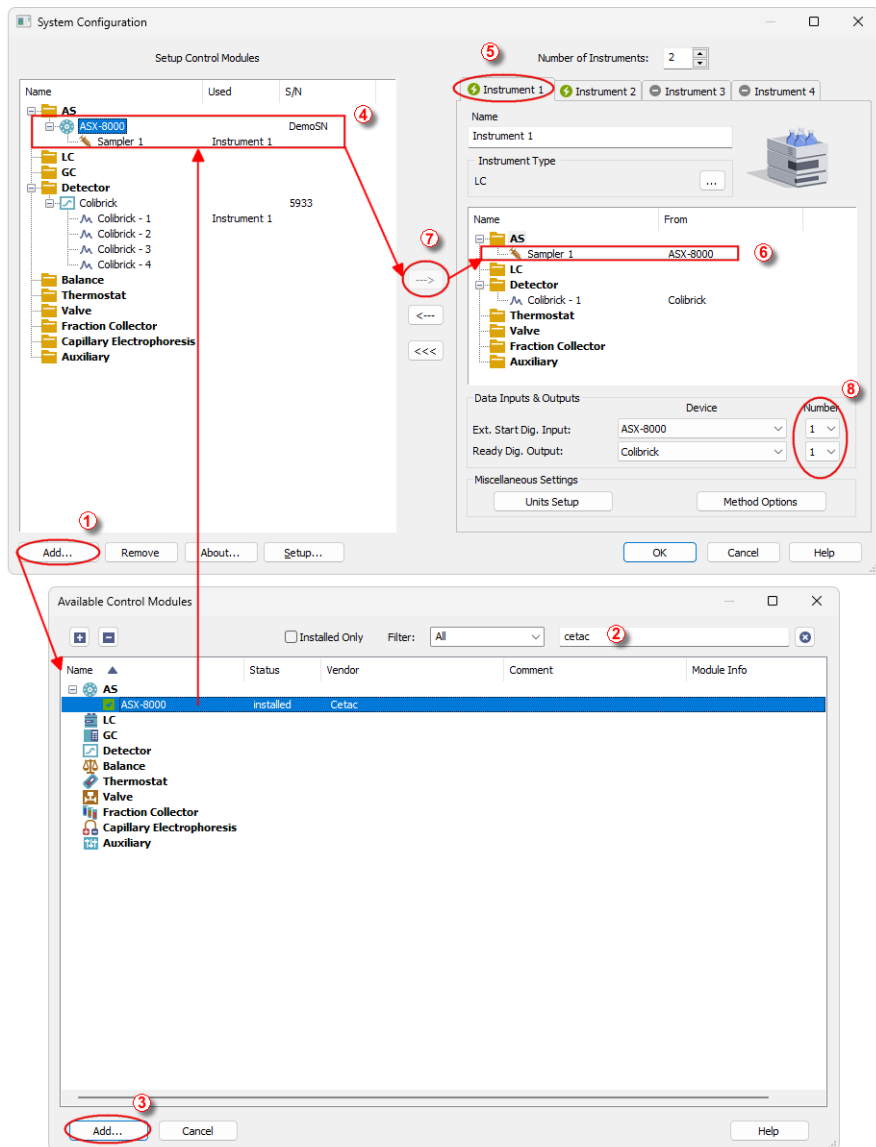 System Configuration
Setup Control Modules
Name Used S/N
AS
ASX-8000 DemoSN
Sampler 1 Instrument 1
LC
GC
Detector
Colibrick 5933
Colibrick - 1 Instrument 1
Colibrick - 2
Colibrick - 3
Colibrick - 4
Balance
Thermostat
Valve
Fraction Collector
Capillary Electrophoresis
Auxiliary
④
①
Add... Remove About... Setup...
⑦
--->
<---
<<<
⑤ Number of Instruments: 2
Instrument 1 Instrument 2 Instrument 3 Instrument 4
Name
Instrument 1
Instrument Type
LC ...
Name From
AS
Sampler 1 ASX-8000 ⑥
LC
Detector
Colibrick - 1 Colibrick
Thermostat
Valve
Fraction Collector
Auxiliary
⑧
Data Inputs & Outputs
Device Number
Ext. Start Dig. Input: ASX-8000 1
Ready Dig. Output: Colibrick 1
Miscellaneous Settings
Units Setup Method Options
OK Cancel Help
Available Control Modules
Installed Only Filter: All cetac ②
Name Status Vendor Comment Module Info
AS
ASX-8000 installed Cetac
LC
GC
Detector
Balance
Thermostat
Valve
Fraction Collector
Capillary Electrophoresis
Auxiliary
③
Add... Cancel Help